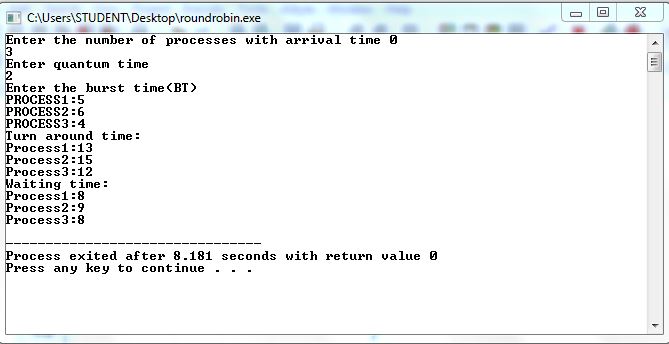 C:\Users\STUDENT\Desktop\roundrobin.exe
Enter the number of processes with arrival time 0
3
Enter quantum time
2
Enter the burst time(BT)
PROCESS1:5
PROCESS2:6
PROCESS3:4
Turn around time:
Process1:13
Process2:15
Process3:12
Waiting time:
Process1:8
Process2:9
Process3:8
--------------------------------
Process exited after 8.181 seconds with return value 0
Press any key to continue . . .